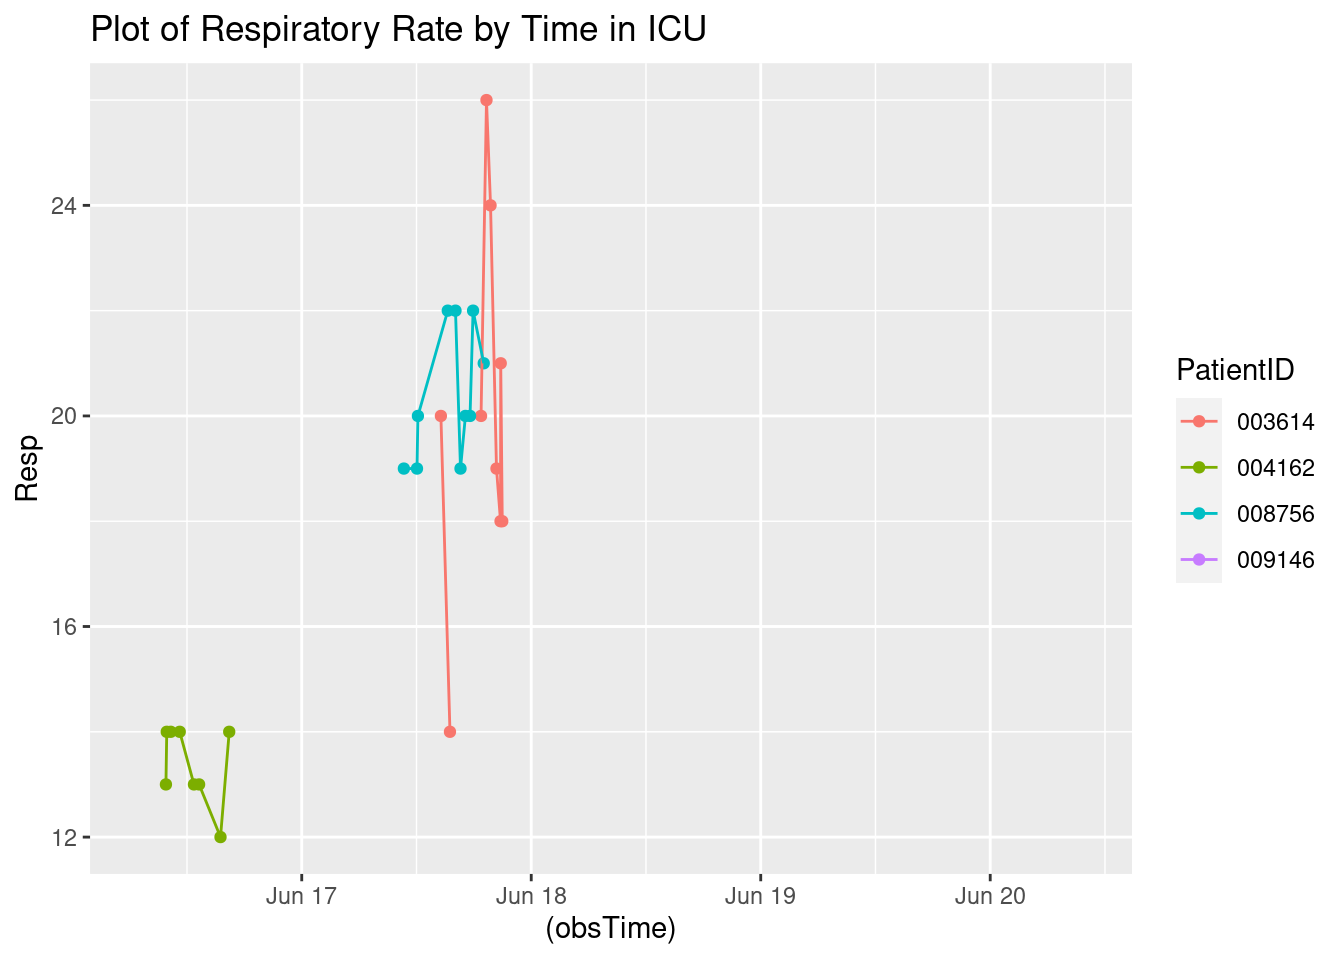 Plot of Respiratory Rate by Time in ICU
Resp
24
20
16
12
Jun 17
Jun 18
Jun 19
Jun 20
(obsTime)
PatientID
003614
004162
008756
009146